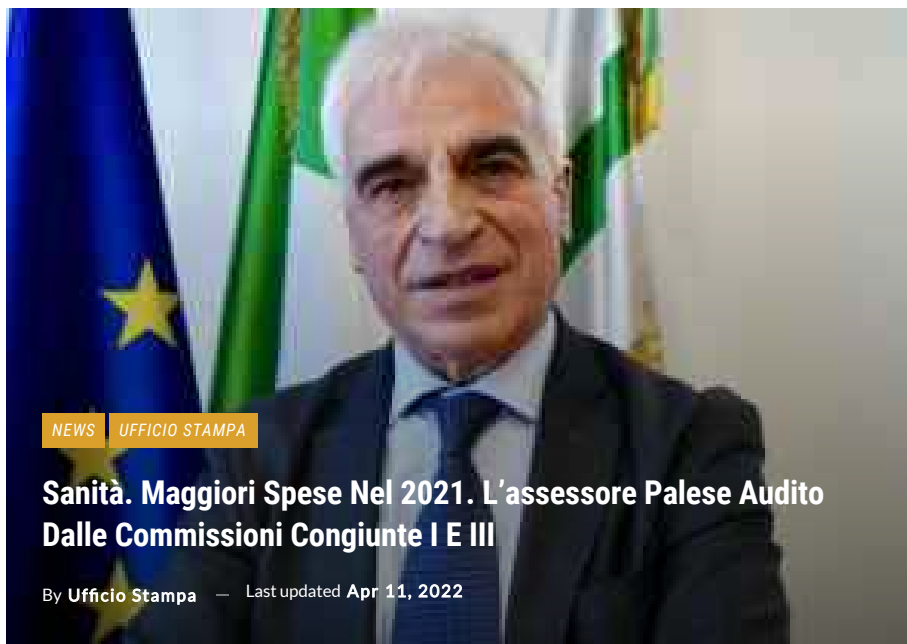 NEWS UFFICIO STAMPA
Sanità. Maggiori Spese Nel 2021. L’assessore Palese Audito
Dalle Commissioni Congiunte I E III
By Ufficio Stampa — Last updated Apr 11, 2022